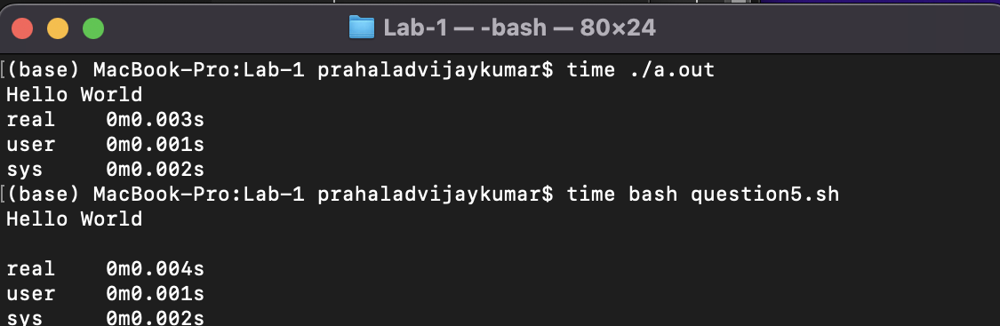 Lab-1 — -bash — 80×24
[(base) MacBook-Pro:Lab-1 prahaladvijaykumar$ time ./a.out
Hello World
real	0m0.003s
user	0m0.001s
sys	0m0.002s
[(base) MacBook-Pro:Lab-1 prahaladvijaykumar$ time bash question5.sh
Hello World

real	0m0.004s
user	0m0.001s
sys	0m0.002s